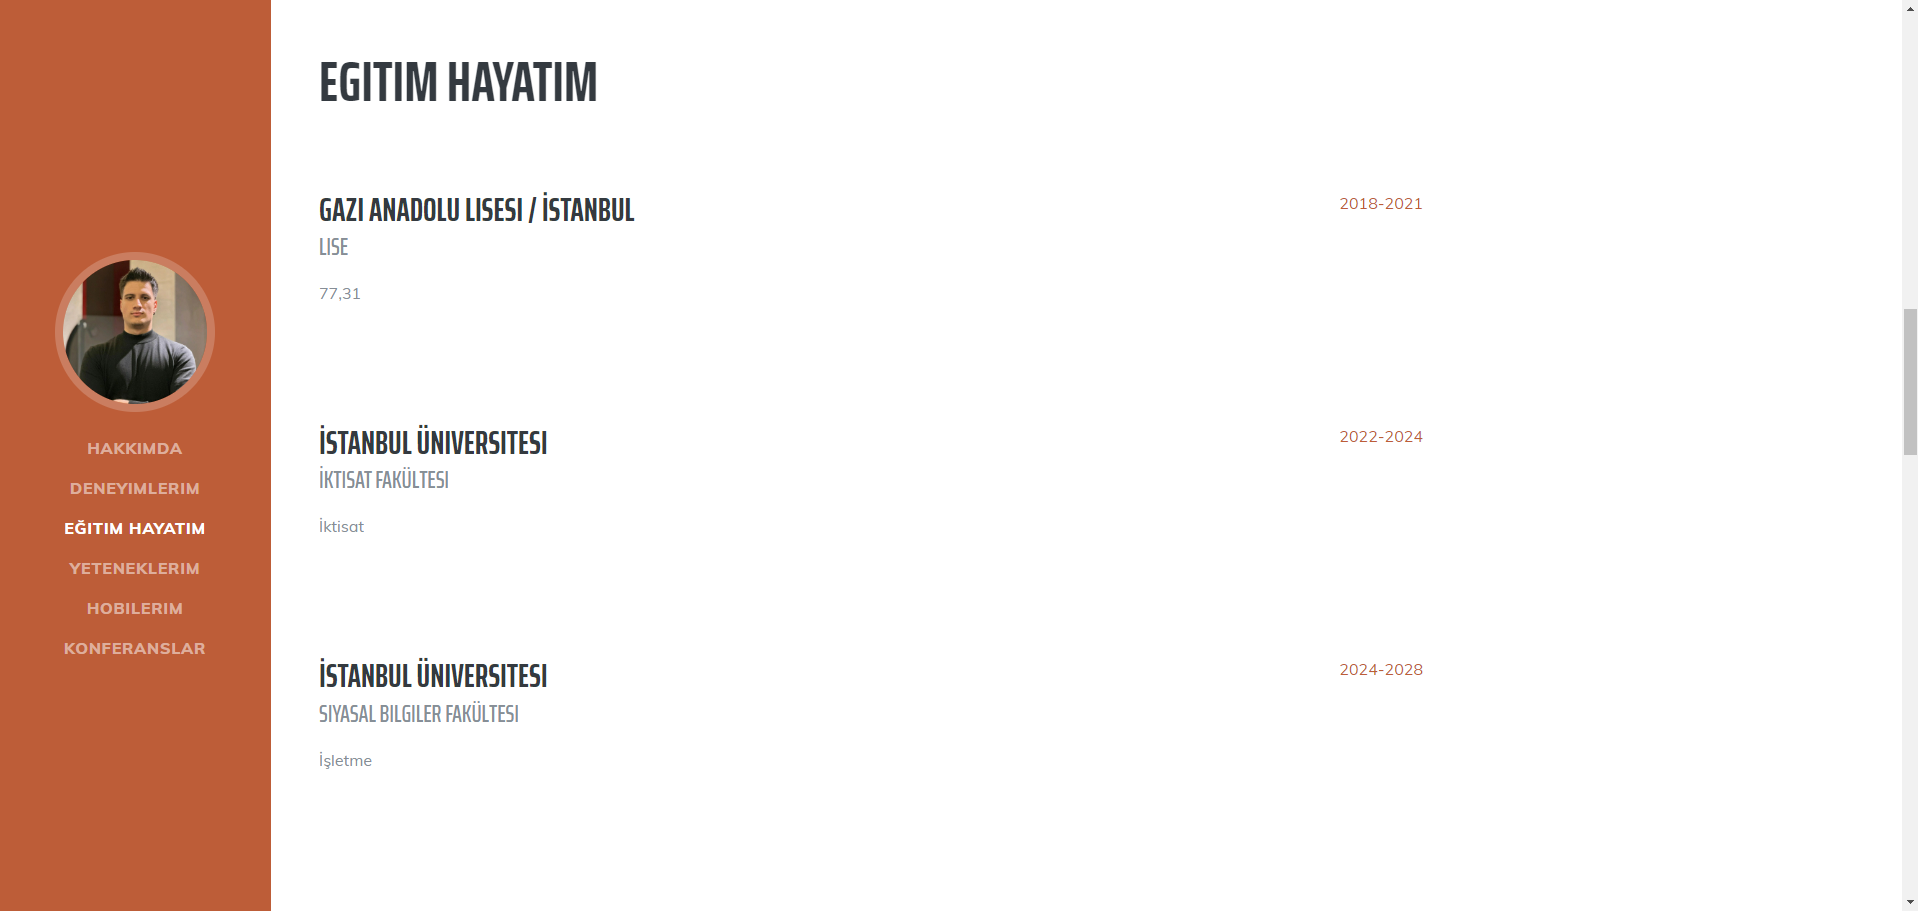 HAKKIMDA
DENEYIMLERIM
EĞITIM HAYATIM
YETENEKLERIM
HOBILERIM
KONFERANSLAR
EGITIM HAYATIM
GAZI ANADOLU LISESI / İSTANBUL
2018-2021
LISE
77,31
İSTANBUL ÜNIVERSITESI
2022-2024
İKTISAT FAKÜLTESI
İktisat
İSTANBUL ÜNIVERSITESI
2024-2028
SIYASAL BILGILER FAKÜLTESI
İşletme